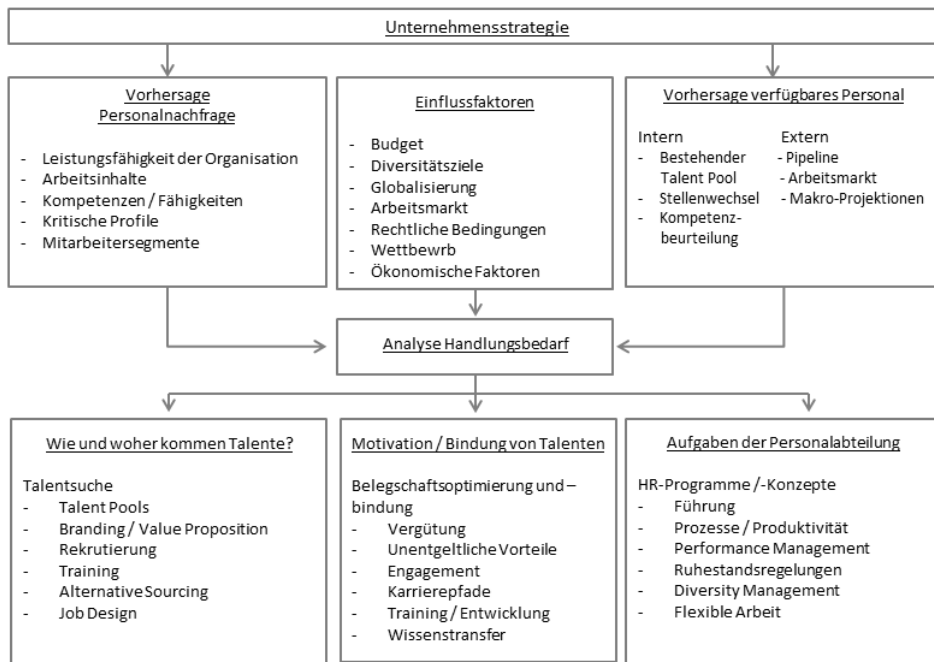 Unternehmensstrategie
Vorhersage
Personalnachfrage
- Leistungsfähigkeit der Organisation
- Arbeitsinhalte
- Kompetenzen / Fähigkeiten
- Kritische Profile
- Mitarbeitersegmente
Einflussfaktoren
- Budget
- Diversitätsziele
- Globalisierung
- Arbeitsmarkt
- Rechtliche Bedingungen
- Wettbewrb
- Ökonomische Faktoren
Vorhersage verfügbares Personal
Intern
- Bestehender
Talent Pool
- Stellenwechsel
- Kompetenz-
beurteilung
Extern
- Pipeline
- Arbeitsmarkt
- Makro-Projektionen
Analyse Handlungsbedarf
Wie und woher kommen Talente?
Talentsuche
- Talent Pools
- Branding / Value Proposition
- Rekrutierung
- Training
- Alternative Sourcing
- Job Design
Motivation / Bindung von Talenten
Belegschaftsoptimierung und –
bindung
- Vergütung
- Unentgeltliche Vorteile
- Engagement
- Karrierepfade
- Training / Entwicklung
- Wissenstransfer
Aufgaben der Personalabteilung
HR-Programme /-Konzepte
- Führung
- Prozesse / Produktivität
- Performance Management
- Ruhestandsregelungen
- Diversity Management
- Flexible Arbeit